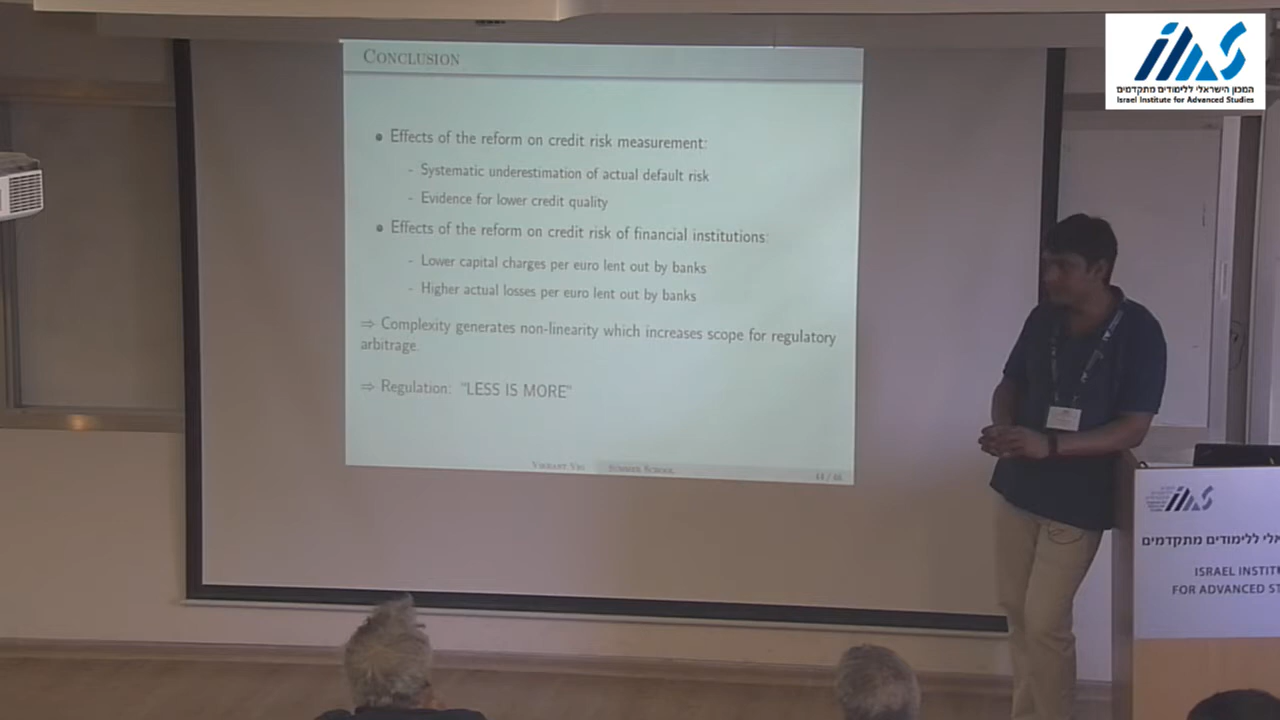 CONCLUSION
Effects of the reform on credit risk measurement:
- Systematic underestimation of actual default risk
- Evidence for lower credit quality
Effects of the reform on credit risk of financial institutions:
- Lower capital charges per euro lent out by banks
- Higher actual losses per euro lent out by banks
⇒ Complexity generates non-linearity which increases scope for regulatory
arbitrage.
⇒ Regulation: "LESS IS MORE"
VIKRANT VIG SUMMER SCHOOL
המכון הישראלי ללימודים מתקדמים
Israel Institute for Advanced Studies
אלי ללימודים מתקדמים
ISRAEL INSTIT
FOR ADVANCED ST